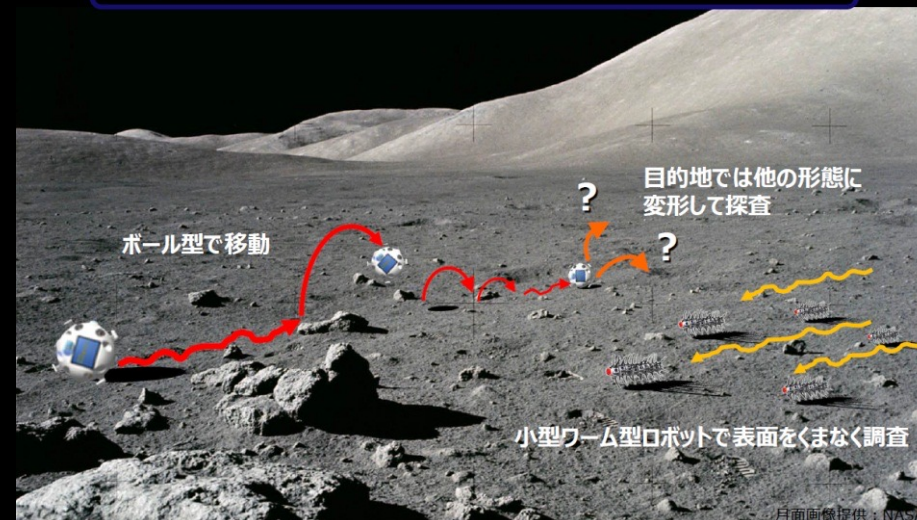 目的地では他の形態に
変形して探査
?
?
ボール型で移動
小型ワーム型ロボットで表面をくまなく調査
月面画像提供：NASA